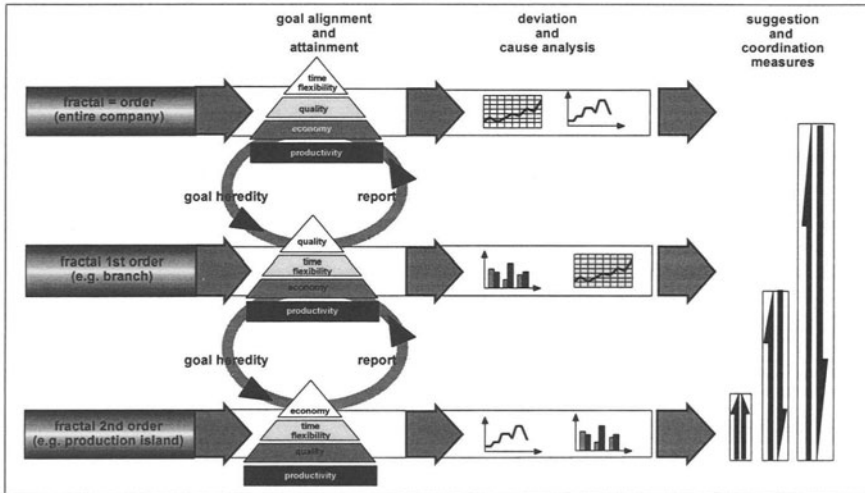 goal alignment
and
attainment
deviation
and
cause analysis
suggestion
and
coordination
measures
fractal = order
(entire company)
time
flexibility
quality
economy
productivity
goal heredity
report
fractal 1st order
(e.g. branch)
quality
time
flexibility
economy
productivity
goal heredity
report
fractal 2nd order
(e.g. production island)
economy
time
flexibility
quality
productivity